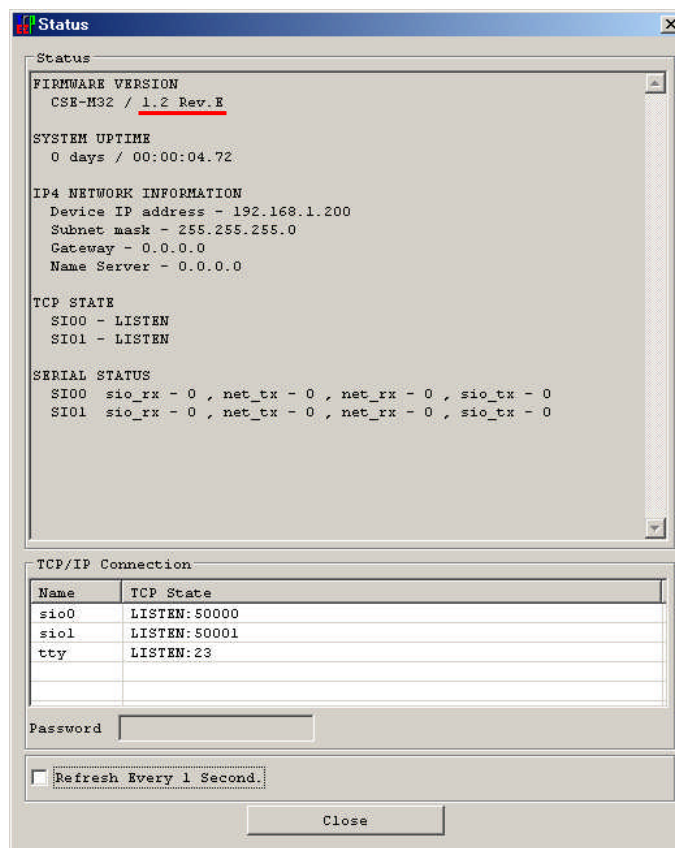 Status
Status
FIRMWARE VERSION
CSE-M32 / 1.2 Rev.E
SYSTEM UPTIME
0 days / 00:00:04.72
IP4 NETWORK INFORMATION
Device IP address - 192.168.1.200
Subnet mask - 255.255.255.0
Gateway - 0.0.0.0
Name Server - 0.0.0.0
TCP STATE
SIO0 - LISTEN
SIO1 - LISTEN
SERIAL STATUS
SIO0 sio_rx - 0 , net_tx - 0 , net_rx - 0 , sio_tx - 0
SIO1 sio_rx - 0 , net_tx - 0 , net_rx - 0 , sio_tx - 0
TCP/IP Connection
Name TCP State
sio0 LISTEN:50000
sio1 LISTEN:50001
tty LISTEN:23
Password
Refresh Every 1 Second.
Close